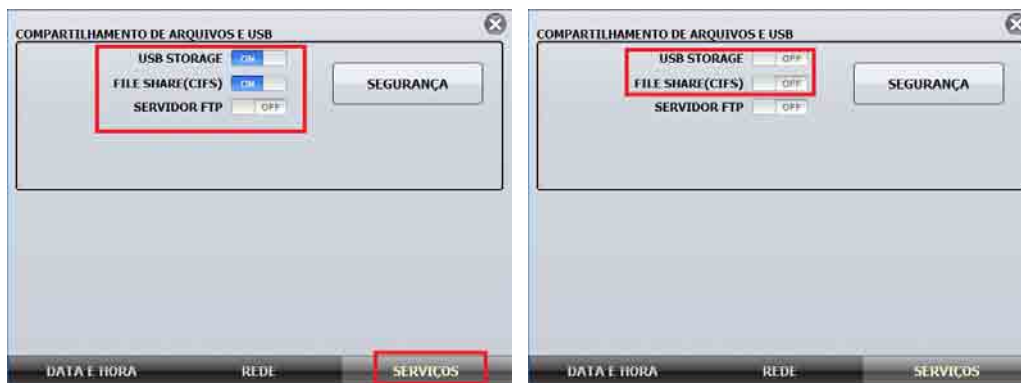 COMPARTILHAMENTO DE ARQUIVOS E USB
USB STORAGE ON
FILE SHARE(CIFS) ON
SERVIDOR FTP OFF
SEGURANÇA
DATA E HORA REDE SERVIÇOS
COMPARTILHAMENTO DE ARQUIVOS E USB
USB STORAGE OFF
FILE SHARE(CIFS) OFF
SERVIDOR FTP OFF
SEGURANÇA
DATA E HORA REDE SERVIÇOS